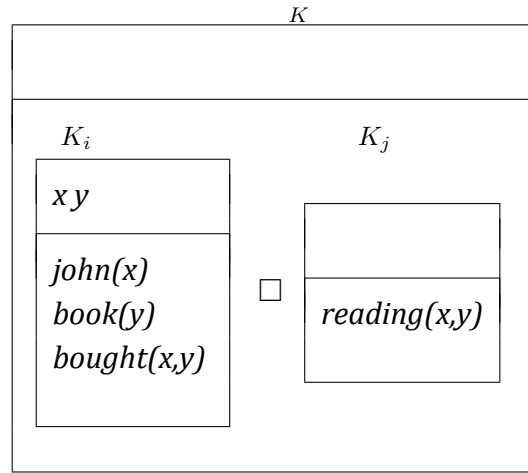 K
K_i
K_j
x y
john(x)
book(y)
bought(x,y)
□
reading(x,y)